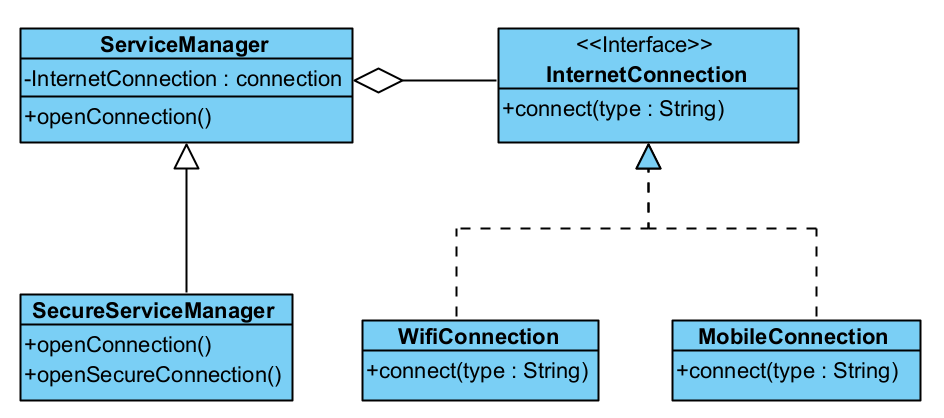 ServiceManager
-InternetConnection : connection
+openConnection()
<<Interface>>
InternetConnection
+connect(type : String)
SecureServiceManager
+openConnection()
+openSecureConnection()
WifiConnection
+connect(type : String)
MobileConnection
+connect(type : String)